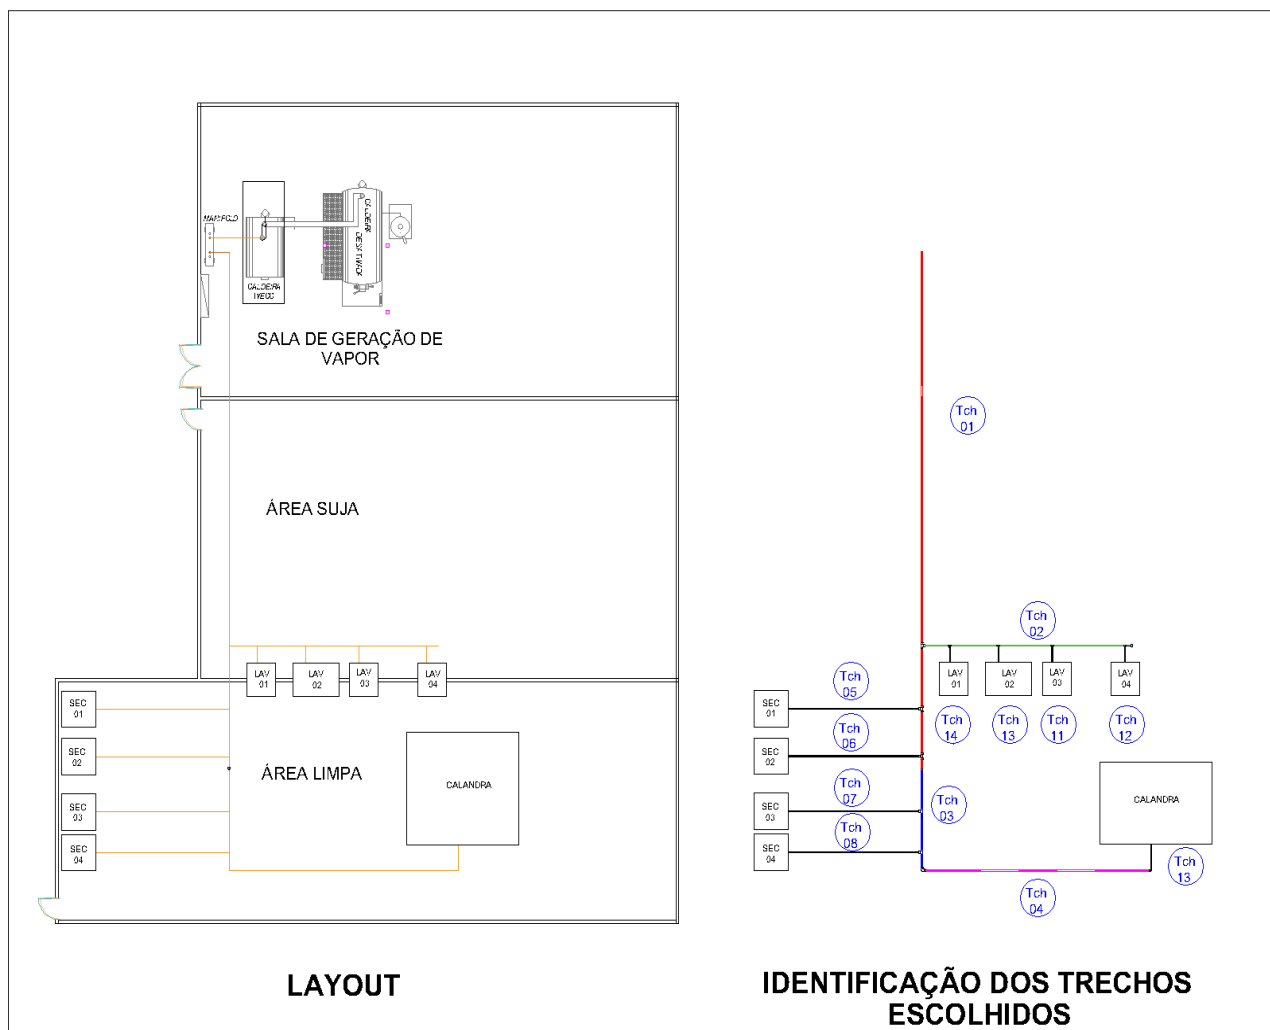 MANIFOLD
CALDEIRA
DESATIVADA
CALDEIRA
IVECC
SALA DE GERAÇÃO DE
VAPOR
ÁREA SUJA
LAV
01
LAV
02
LAV
03
LAV
04
SEC
01
SEC
02
SEC
03
SEC
04
ÁREA LIMPA
CALANDRA
LAYOUT
Tch
01
Tch
02
LAV
01
LAV
02
LAV
03
LAV
04
Tch
14
Tch
13
Tch
11
Tch
12
SEC
01
Tch
05
SEC
02
Tch
06
SEC
03
Tch
07
SEC
04
Tch
08
Tch
03
CALANDRA
Tch
13
Tch
04
IDENTIFICAÇÃO DOS TRECHOS
ESCOLHIDOS